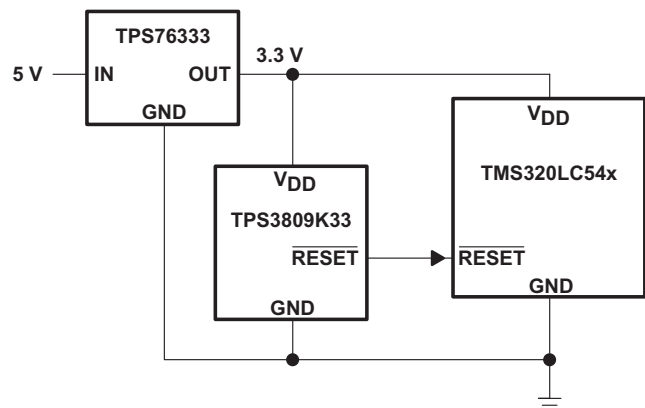 TPS76333
3.3 V
5 V
IN
OUT
GND
VDD
TPS3809K33
RESET
GND
VDD
TMS320LC54x
RESET
GND